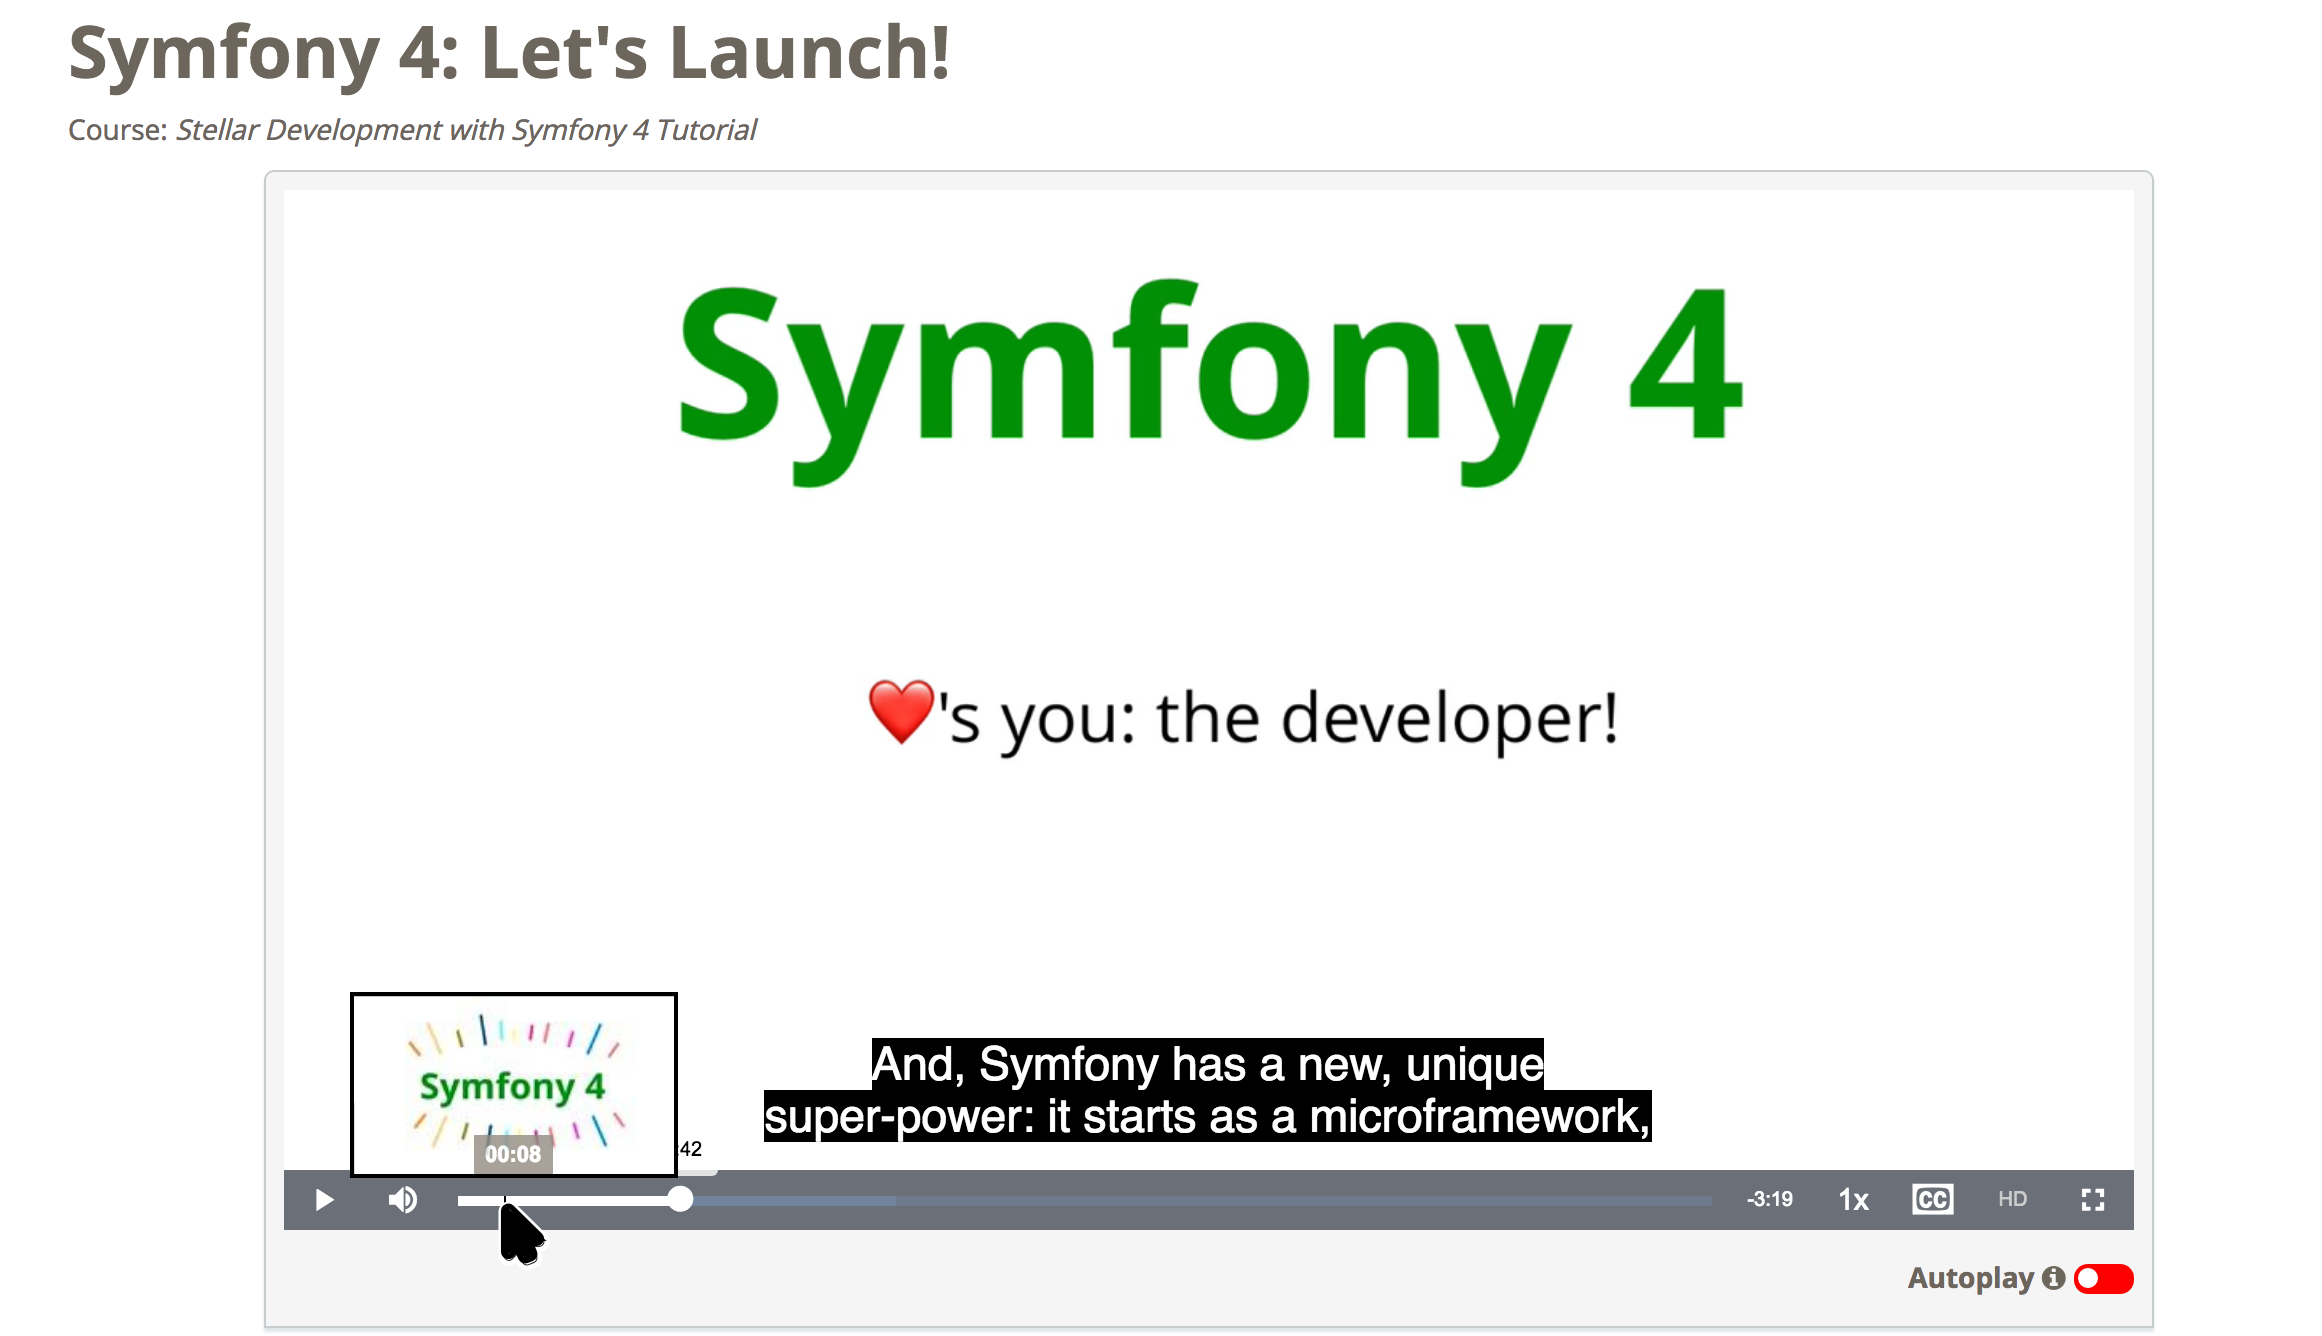 Symfony 4: Let's Launch!
Course: Stellar Development with Symfony 4 Tutorial
Symfony 4
❤️'s you: the developer!
Symfony 4
And, Symfony has a new, unique
super-power: it starts as a microframework,
00:08
:42
-3:19 1x CC HD
Autoplay